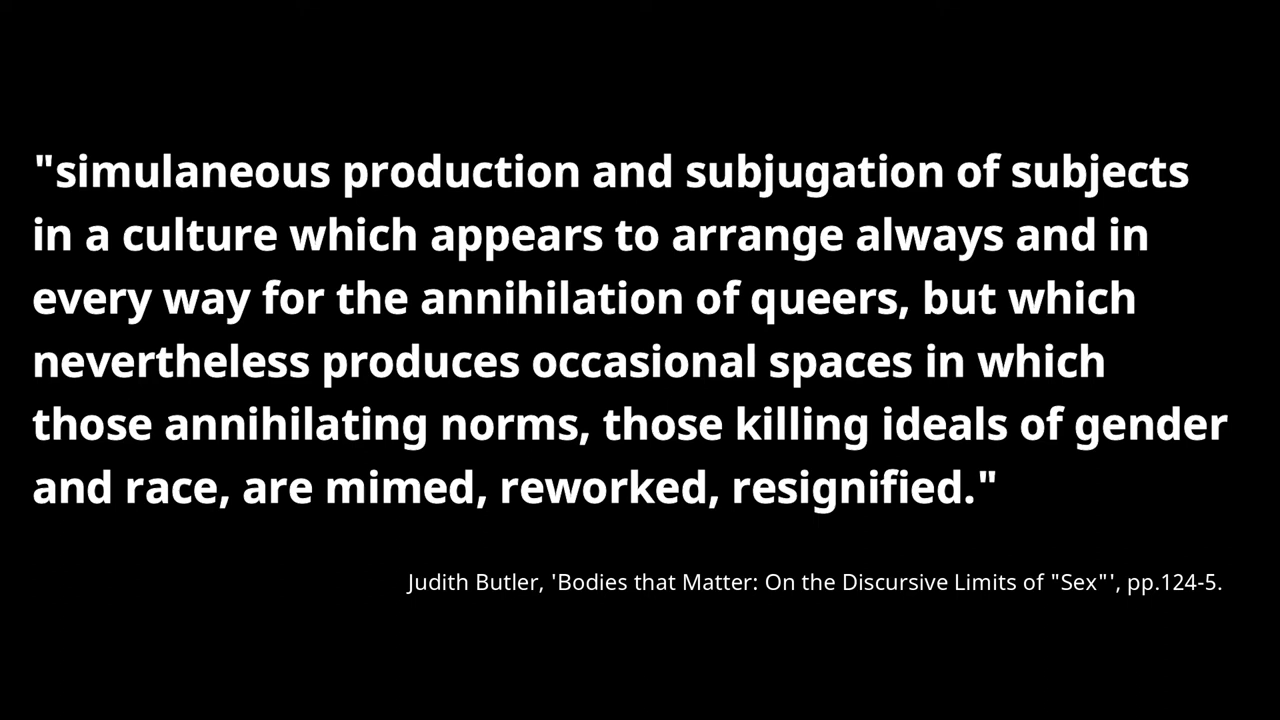 "simulaneous production and subjugation of subjects
in a culture which appears to arrange always and in
every way for the annihilation of queers, but which
nevertheless produces occasional spaces in which
those annihilating norms, those killing ideals of gender
and race, are mimed, reworked, resignified."
Judith Butler, 'Bodies that Matter: On the Discursive Limits of "Sex"', pp.124-5.